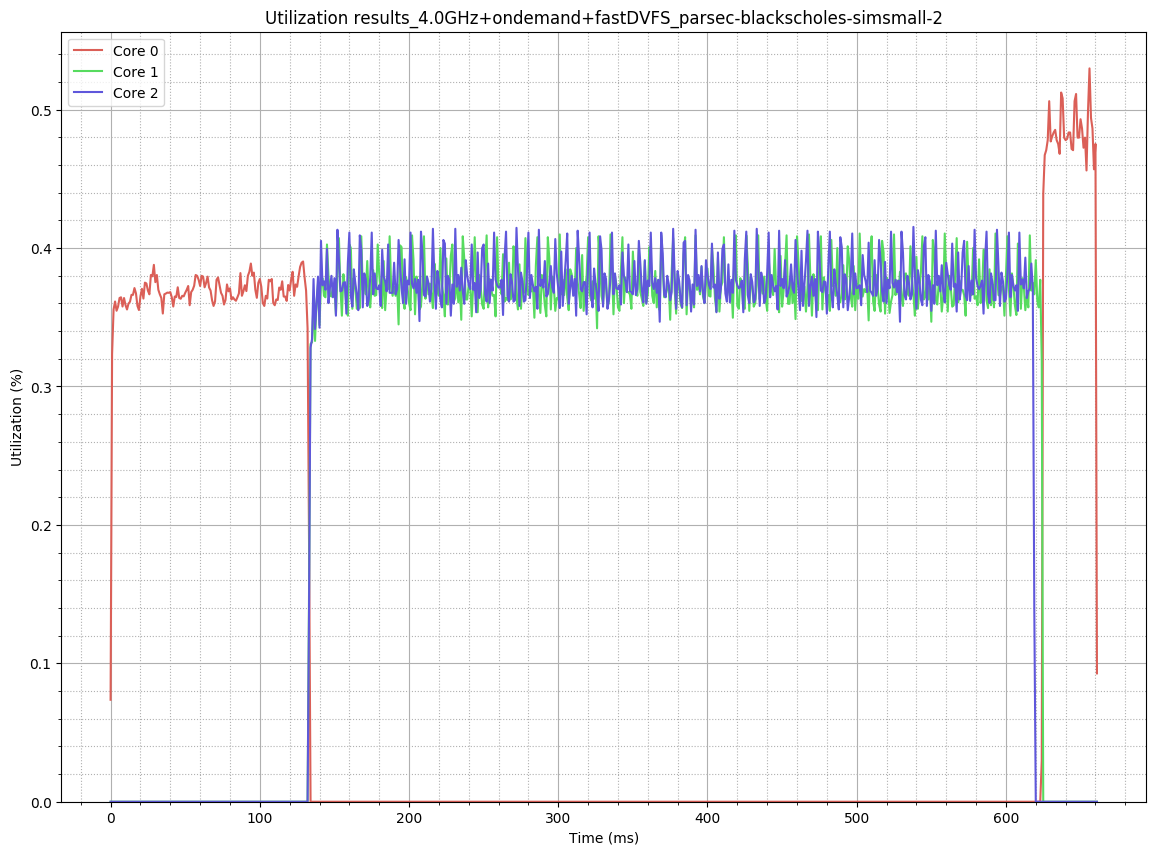 Utilization results_4.0GHz+ondemand+fastDVFS_parsec-blackscholes-simsmall-2
Core 0
Core 1
Core 2
0.5
0.4
0.3
0.2
0.1
0.0
Utilization (%)
0 100 200 300 400 500 600
Time (ms)